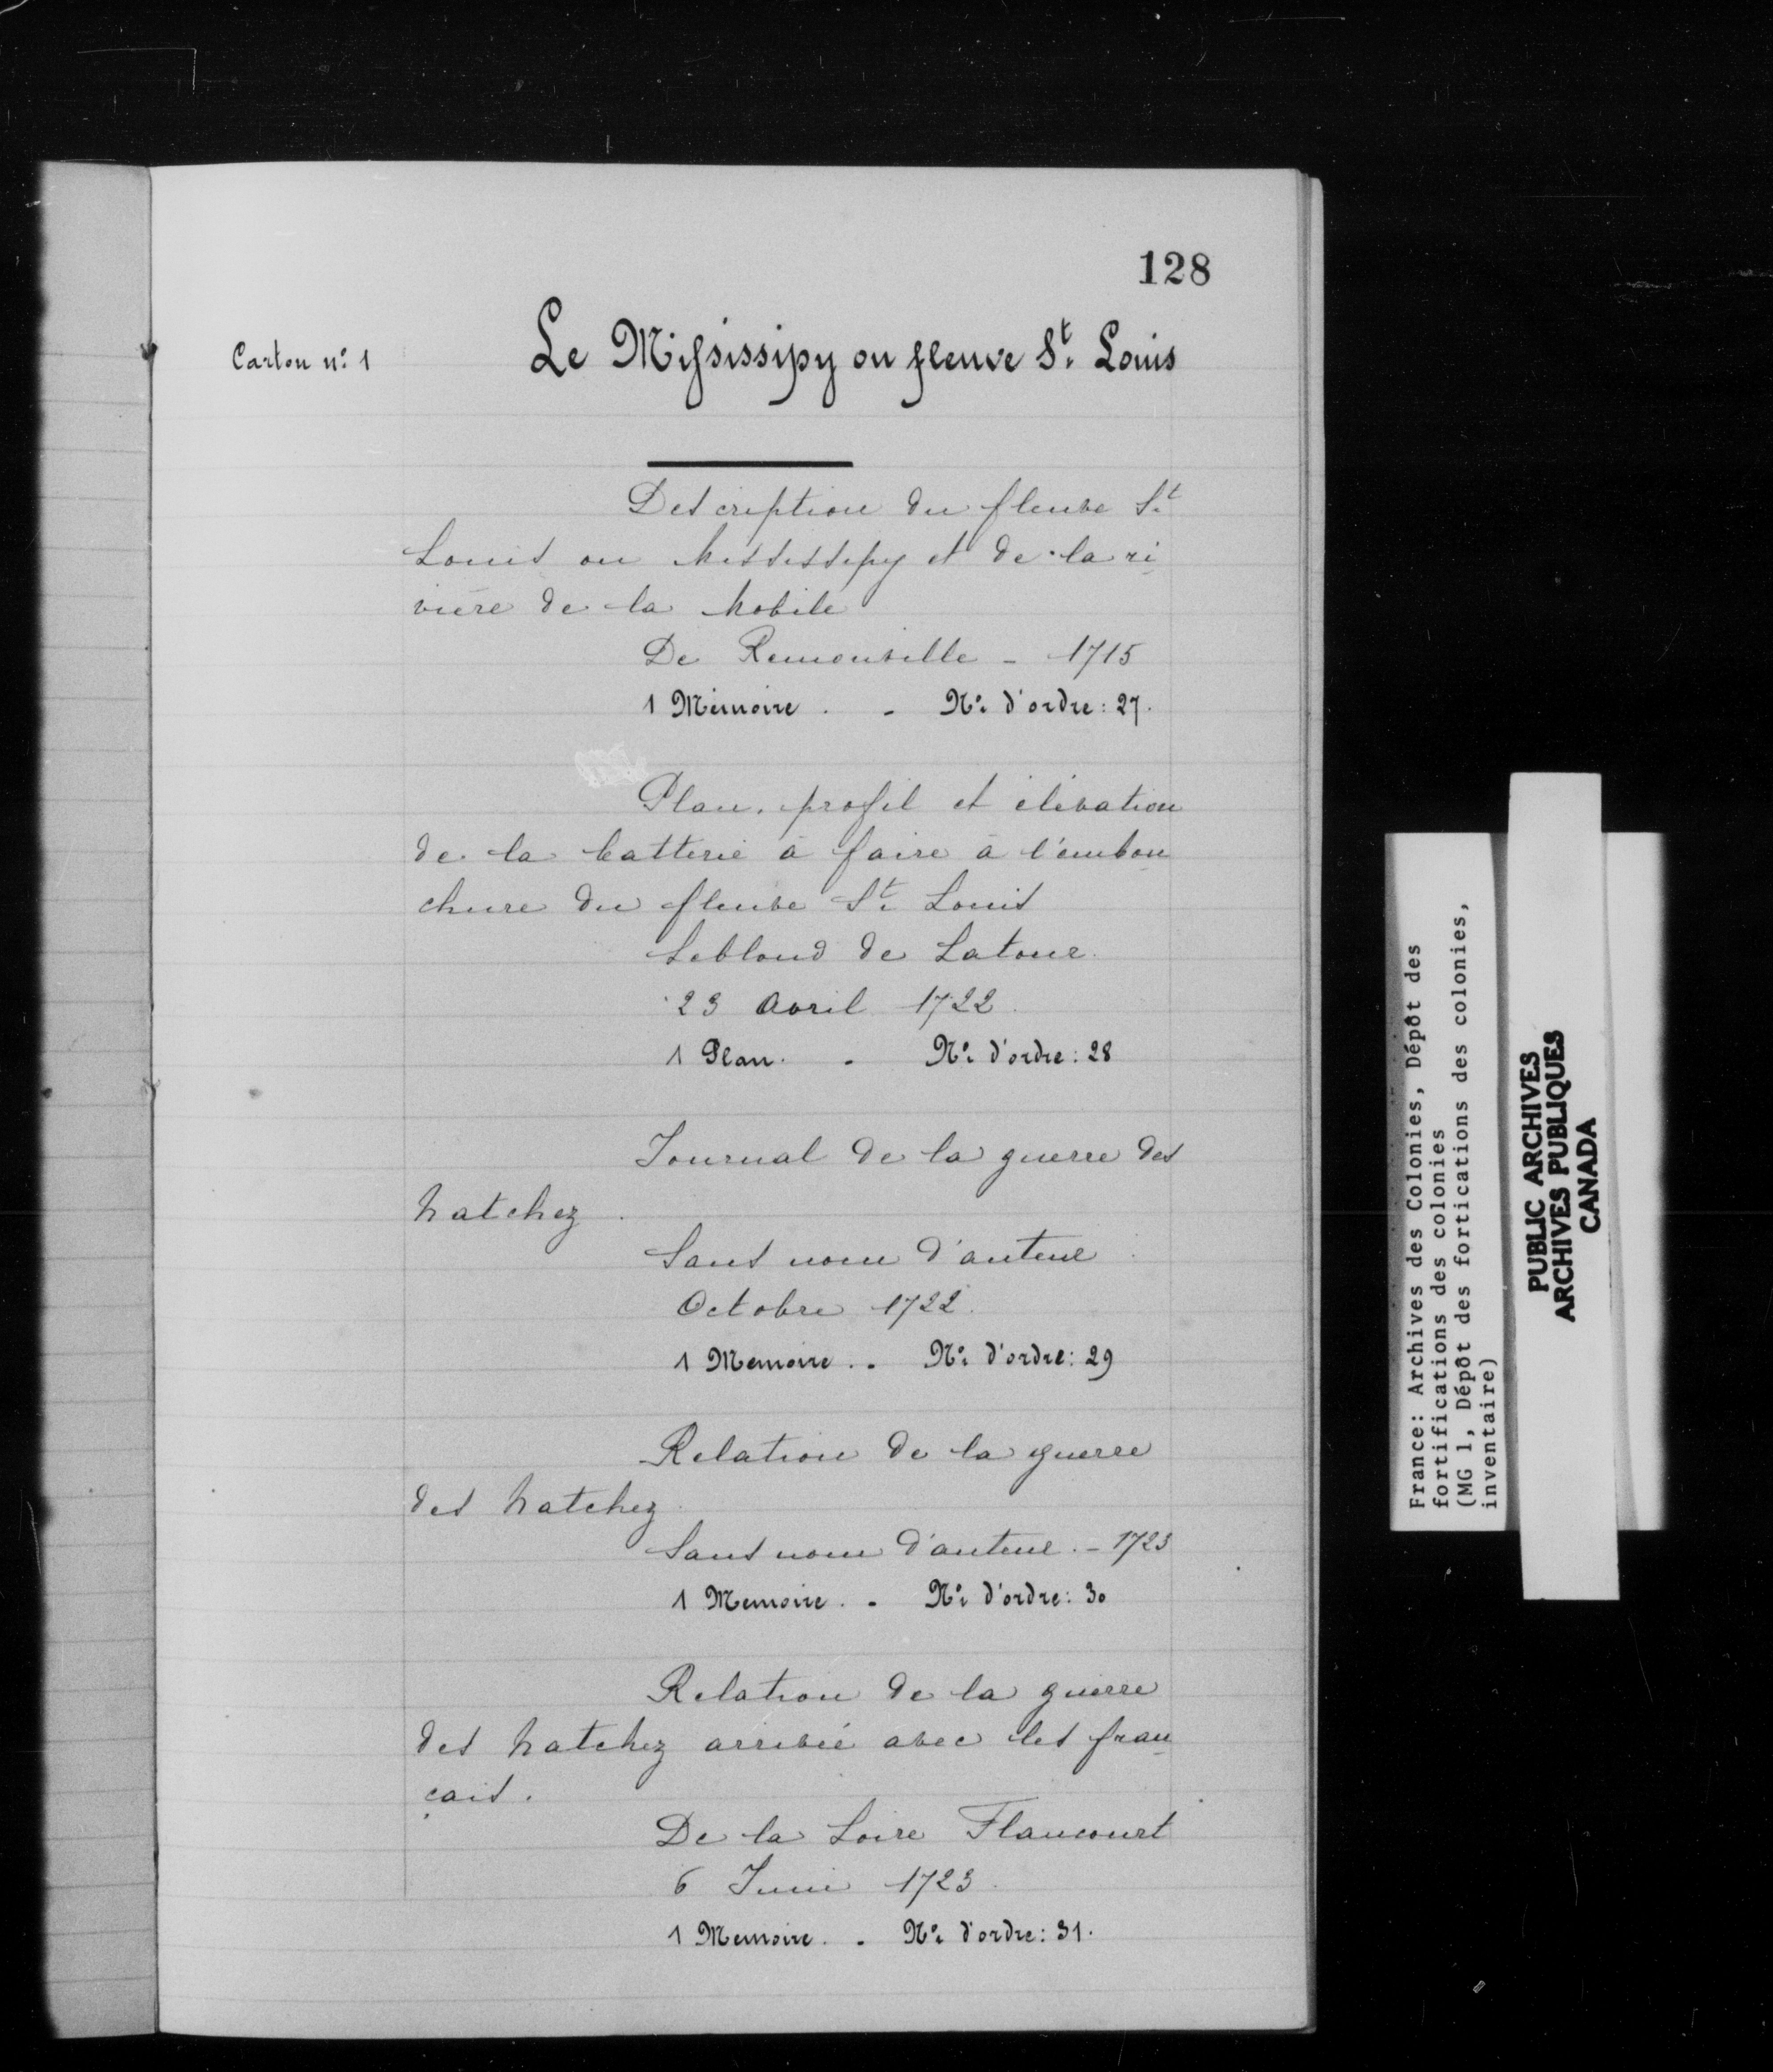 128
Carton n° 1
Le Mississipy ou fleuve St. Louis
Description du fleuve St.
Louis ou Mississipy et de la ri
vière de la Mobile
De Remonville - 1715
1 Mémoire. - N° d'ordre: 27.
Plan, profil et élévation
de la batterie à faire à l'embou
chure du fleuve St. Louis
Leblond de Latour.
23 Avril 1722.
1 Plan. - N° d'ordre: 28
Journal de la guerre des
Natchez.
Sans nom d'auteur
Octobre 1722.
1 Memoire. - N° d'ordre: 29
Relation de la guerre
des Natchez.
Sans nom d'auteur. - 1723
1 Memoire. - N° d'ordre: 30
Relation de la guerre
des Natchez arrivée avec les fran
çais.
De la Loire Flaucourt
6 Juin 1723.
1 Memoire. - N° d'ordre: 31.
France: Archives des Colonies, Dépôt des
fortifications des colonies
(MG 1, Dépôt des fortications des colonies,
inventaire)
PUBLIC ARCHIVES
ARCHIVES PUBLIQUES
CANADA